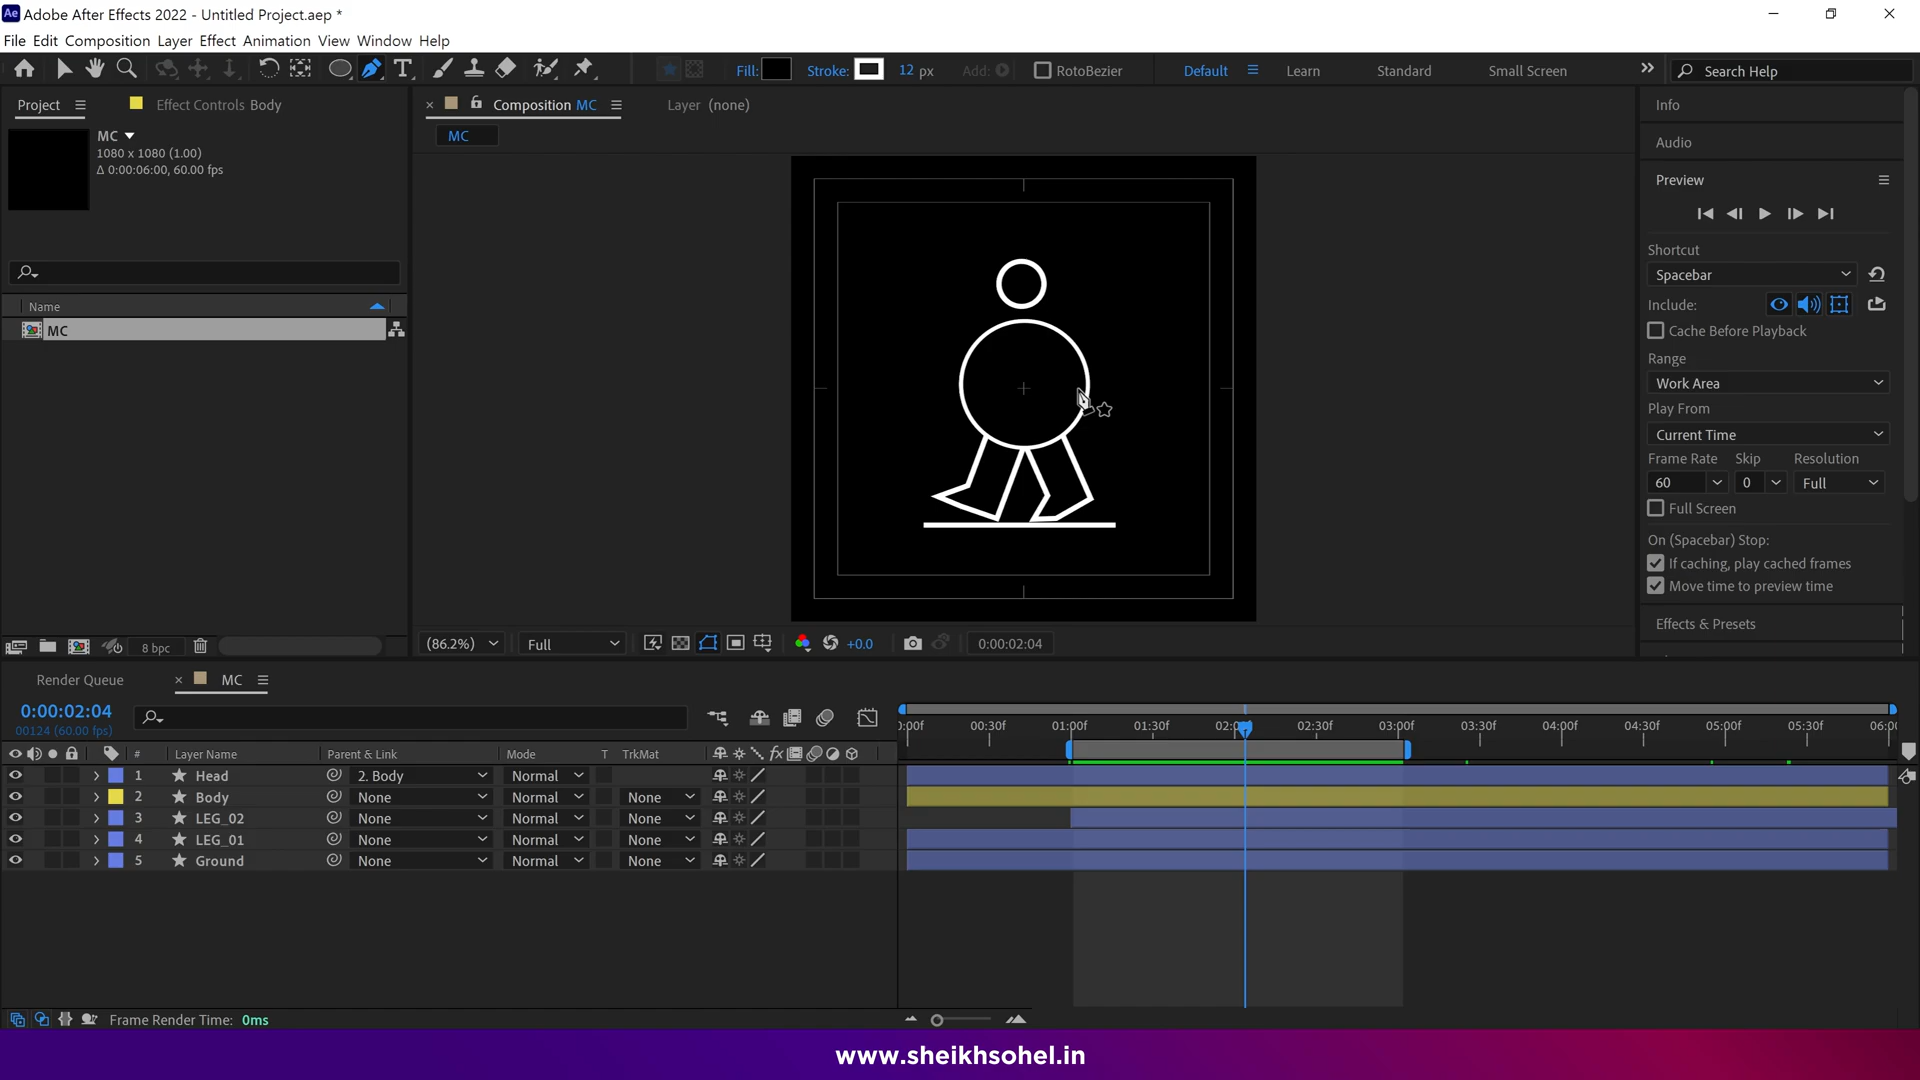 Ae Adobe After Effects 2022 - Untitled Project.aep *
File Edit Composition Layer Effect Animation View Window Help
Fill: Stroke: 12 px Add: RotoBezier Default Learn Standard Small Screen Search Help
Project Effect Controls Body
Composition MC Layer (none)
MC
MC
1080 x 1080 (1.00)
Δ 0:00:06:00, 60.00 fps
Name
MC
8 bpc
(86.2%) Full +0.0 0:00:02:04
Info
Audio
Preview
Shortcut
Spacebar
Include:
Cache Before Playback
Range
Work Area
Play From
Current Time
Frame Rate Skip Resolution
60 0 Full
Full Screen
On (Spacebar) Stop:
If caching, play cached frames
Move time to preview time
Effects & Presets
Render Queue MC
0:00:02:04
00124 (60.00 fps)
):00f 00:30f 01:00f 01:30f 02:0 02:30f 03:00f 03:30f 04:00f 04:30f 05:00f 05:30f 06:0
# Layer Name Parent & Link Mode T TrkMat fx
1 Head 2. Body Normal
2 Body None Normal None
3 LEG_02 None Normal None
4 LEG_01 None Normal None
5 Ground None Normal None
Frame Render Time: 0ms
www.sheikhsohel.in